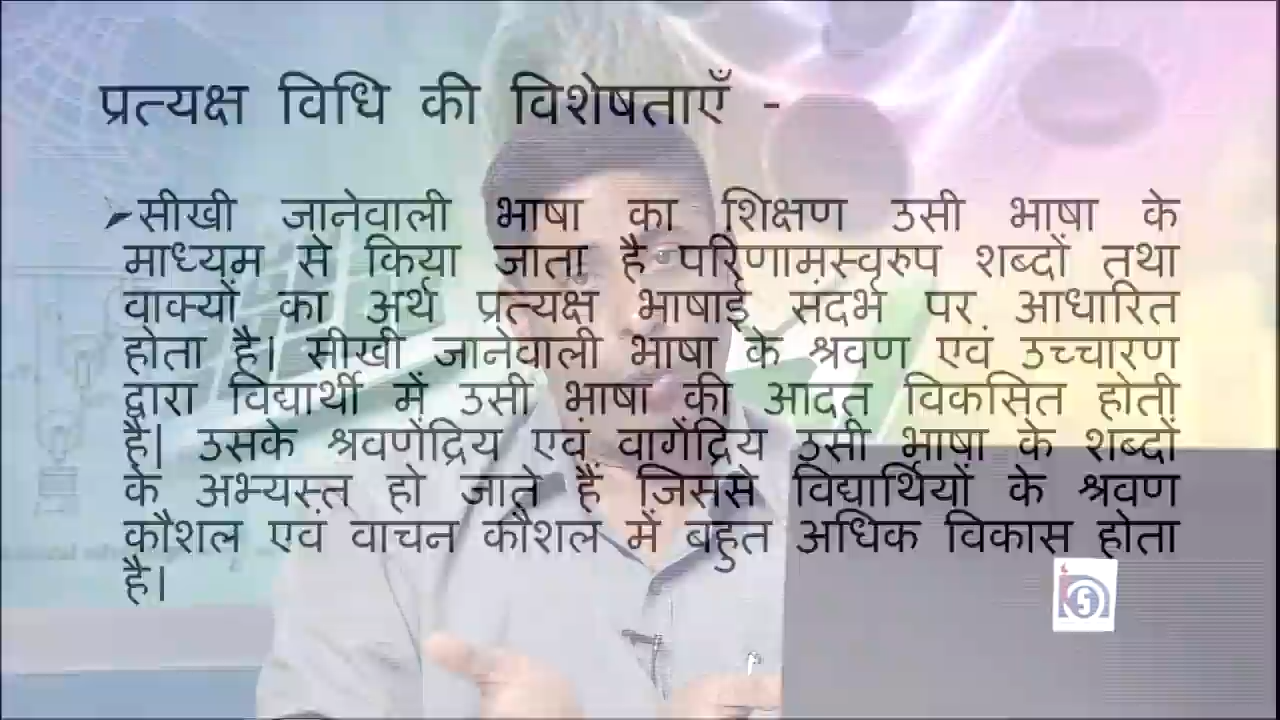 प्रत्यक्ष विधि की विशेषताएँ -
➢सीखी जानेवाली भाषा का शिक्षण उसी भाषा के
माध्यम से किया जाता है परिणामस्वरुप शब्दों तथा
वाक्यों का अर्थ प्रत्यक्ष भाषाई संदर्भ पर आधारित
होता है। सीखी जानेवाली भाषा के श्रवण एवं उच्चारण
द्वारा विद्यार्थी में उसी भाषा की आदत विकसित होती
है| उसके श्रवणेंद्रिय एवं वागेंद्रिय उसी भाषा के शब्दों
के अभ्यस्त हो जाते हैं जिससे विद्यार्थियों के श्रवण
कौशल एवं वाचन कौशल में बहुत अधिक विकास होता
है।